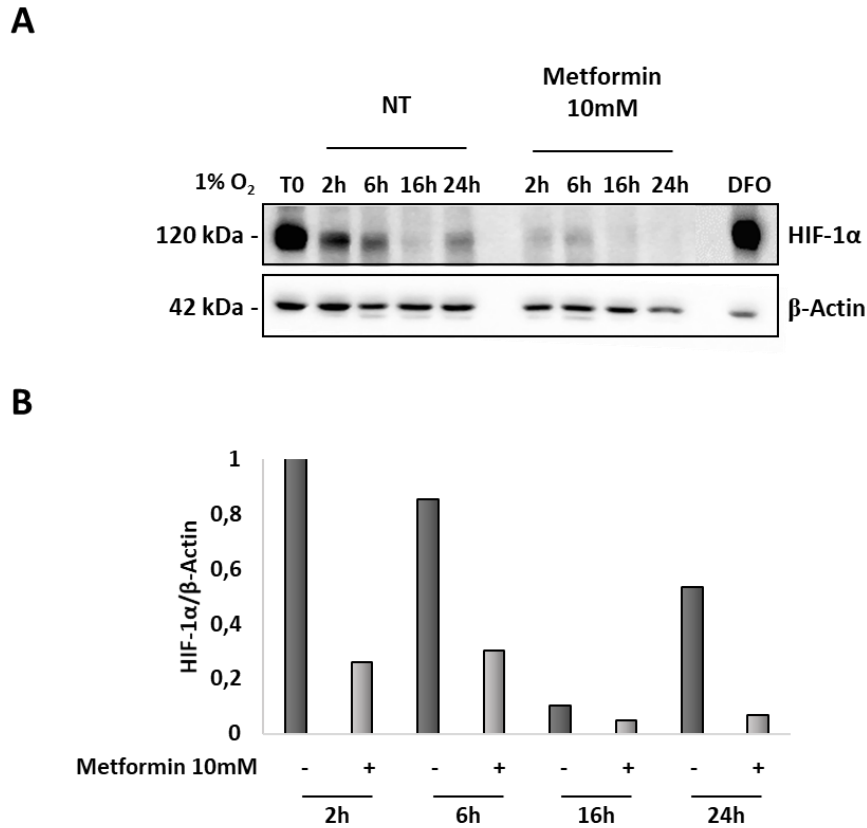 A
NT
Metformin
10mM
1% O₂ T0 2h 6h 16h 24h 2h 6h 16h 24h DFO
120 kDa - HIF-1α
42 kDa - β-Actin
B
HIF-1α/β-Actin
1
0,8
0,6
0,4
0,2
0
Metformin 10mM - + - + - + - +
2h 6h 16h 24h